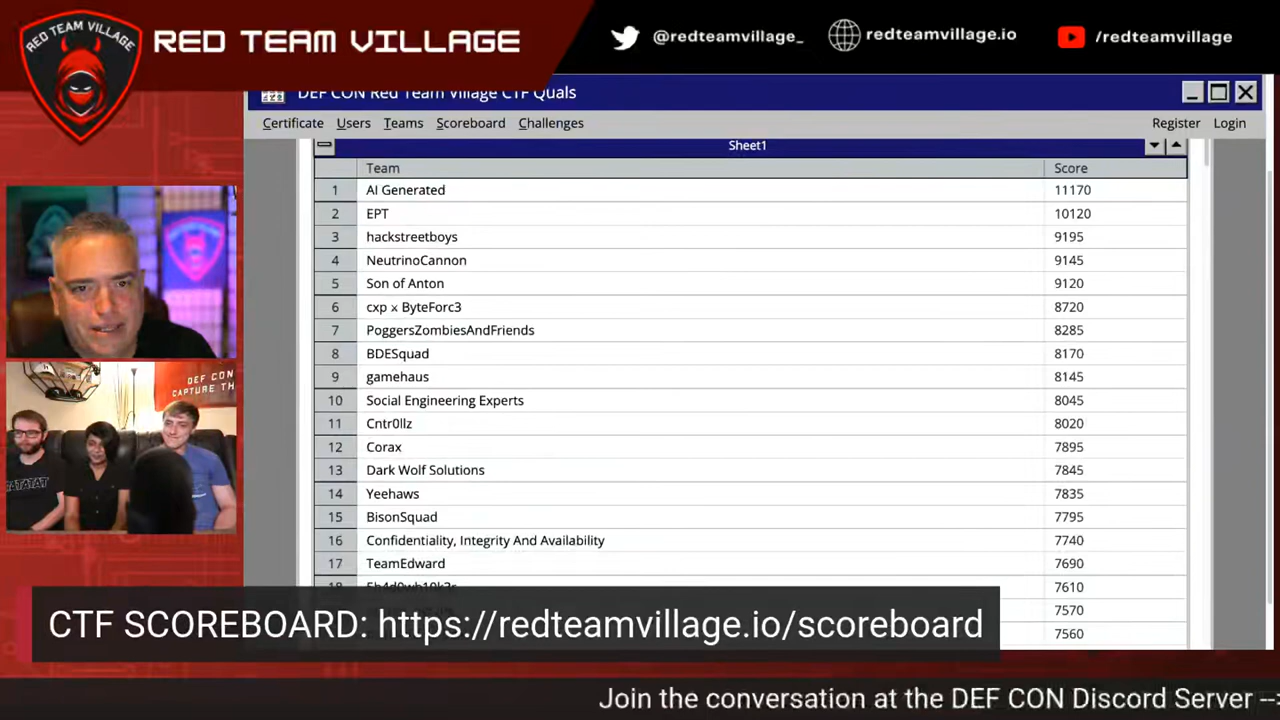 RED TEAM VILLAGE
RED TEAM VILLAGE
@redteamvillage_
redteamvillage.io
/redteamvillage
DEF CON Red Team Village CTF Quals
Certificate Users Teams Scoreboard Challenges Register Login
Sheet1
Team Score
1 AI Generated 11170
2 EPT 10120
3 hackstreetboys 9195
4 NeutrinoCannon 9145
5 Son of Anton 9120
6 cxp x ByteForc3 8720
7 PoggersZombiesAndFriends 8285
8 BDESquad 8170
9 gamehaus 8145
10 Social Engineering Experts 8045
11 Cntr0llz 8020
12 Corax 7895
13 Dark Wolf Solutions 7845
14 Yeehaws 7835
15 BisonSquad 7795
16 Confidentiality, Integrity And Availability 7740
17 TeamEdward 7690
18 7610
7570
7560
DEF CON
CAPTURE TH
CTF SCOREBOARD: https://redteamvillage.io/scoreboard
Join the conversation at the DEF CON Discord Server --